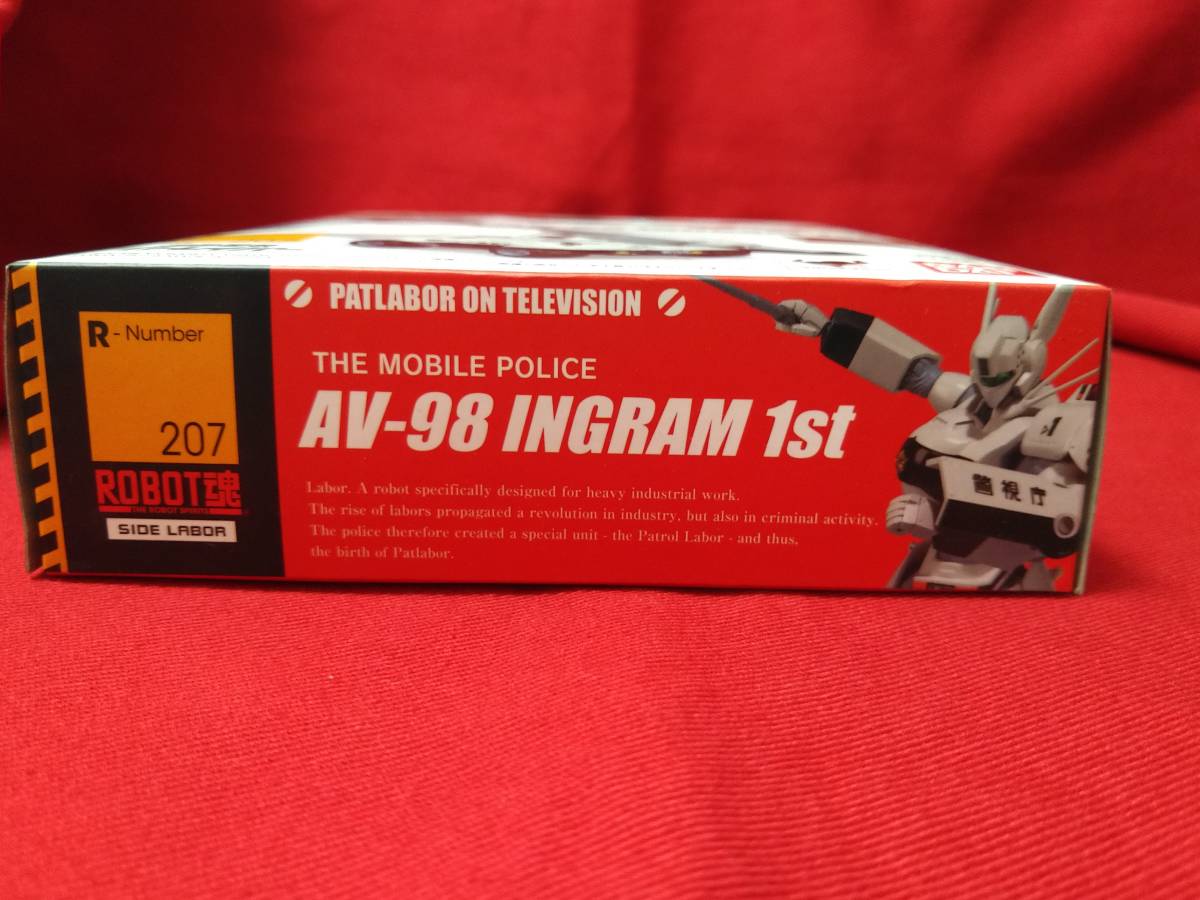 R - Number
207
ROBOT魂
THE ROBOT SPIRITS
SIDE LABOR
PATLABOR ON TELEVISION
THE MOBILE POLICE
AV-98 INGRAM 1st
Labor. A robot specifically designed for heavy industrial work.
The rise of labors propagated a revolution in industry, but also in criminal activity.
The police therefore created a special unit - the Patrol Labor - and thus,
the birth of Patlabor.
1
警視庁